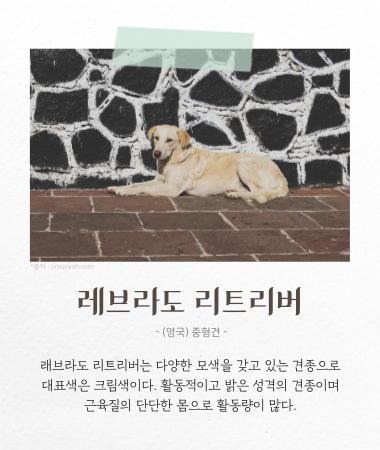 *출처 : unsplash.com
레브라도 리트리버
- (영국) 중형견 -
래브라도 리트리버는 다양한 모색을 갖고 있는 견종으로
대표색은 크림색이다. 활동적이고 밝은 성격의 견종이며
근육질의 단단한 몸으로 활동량이 많다.